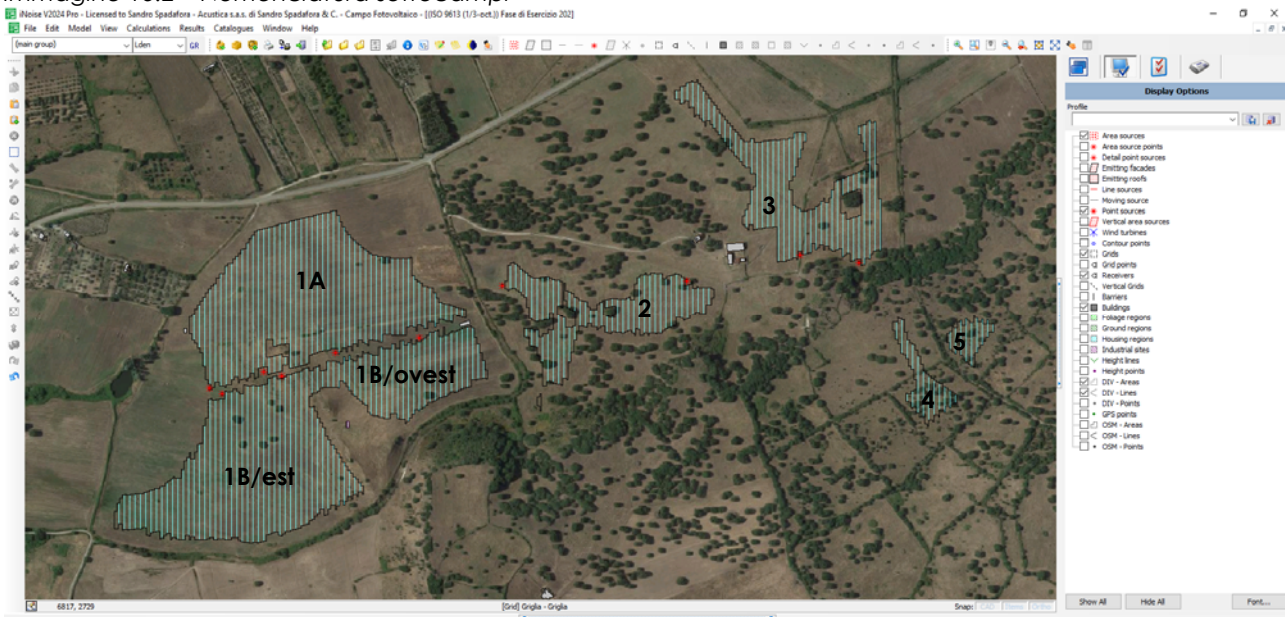 iNoise V2024 Pro - Licensed to Sandro Spadafora - Acustica s.a.s. di Sandro Spadafora & C. - Campo Fotovoltaico - [(ISO 9613 (1/3-oct.)) Fase di Esercizio 202]
File Edit Model View Calculations Results Catalogues Window Help
(main group) Lden GR
Display Options
Profile
Area sources
Area source points
Detail point sources
Emitting facades
Emitting roofs
Line sources
Moving source
Point sources
Vertical area sources
Wind turbines
Contour points
Grids
Grid points
Receivers
Vertical Grids
Barriers
Buildings
Foliage regions
Ground regions
Housing regions
Industrial sites
Height lines
Height points
DIV - Areas
DIV - Lines
DIV - Points
GPS points
OSM - Areas
OSM - Lines
OSM - Points
3
1A
2
5
1B/ovest
4
1B/est
6817, 2729
[Grid] Griglia - Griglia
Snap:
Show All Hide All Font...